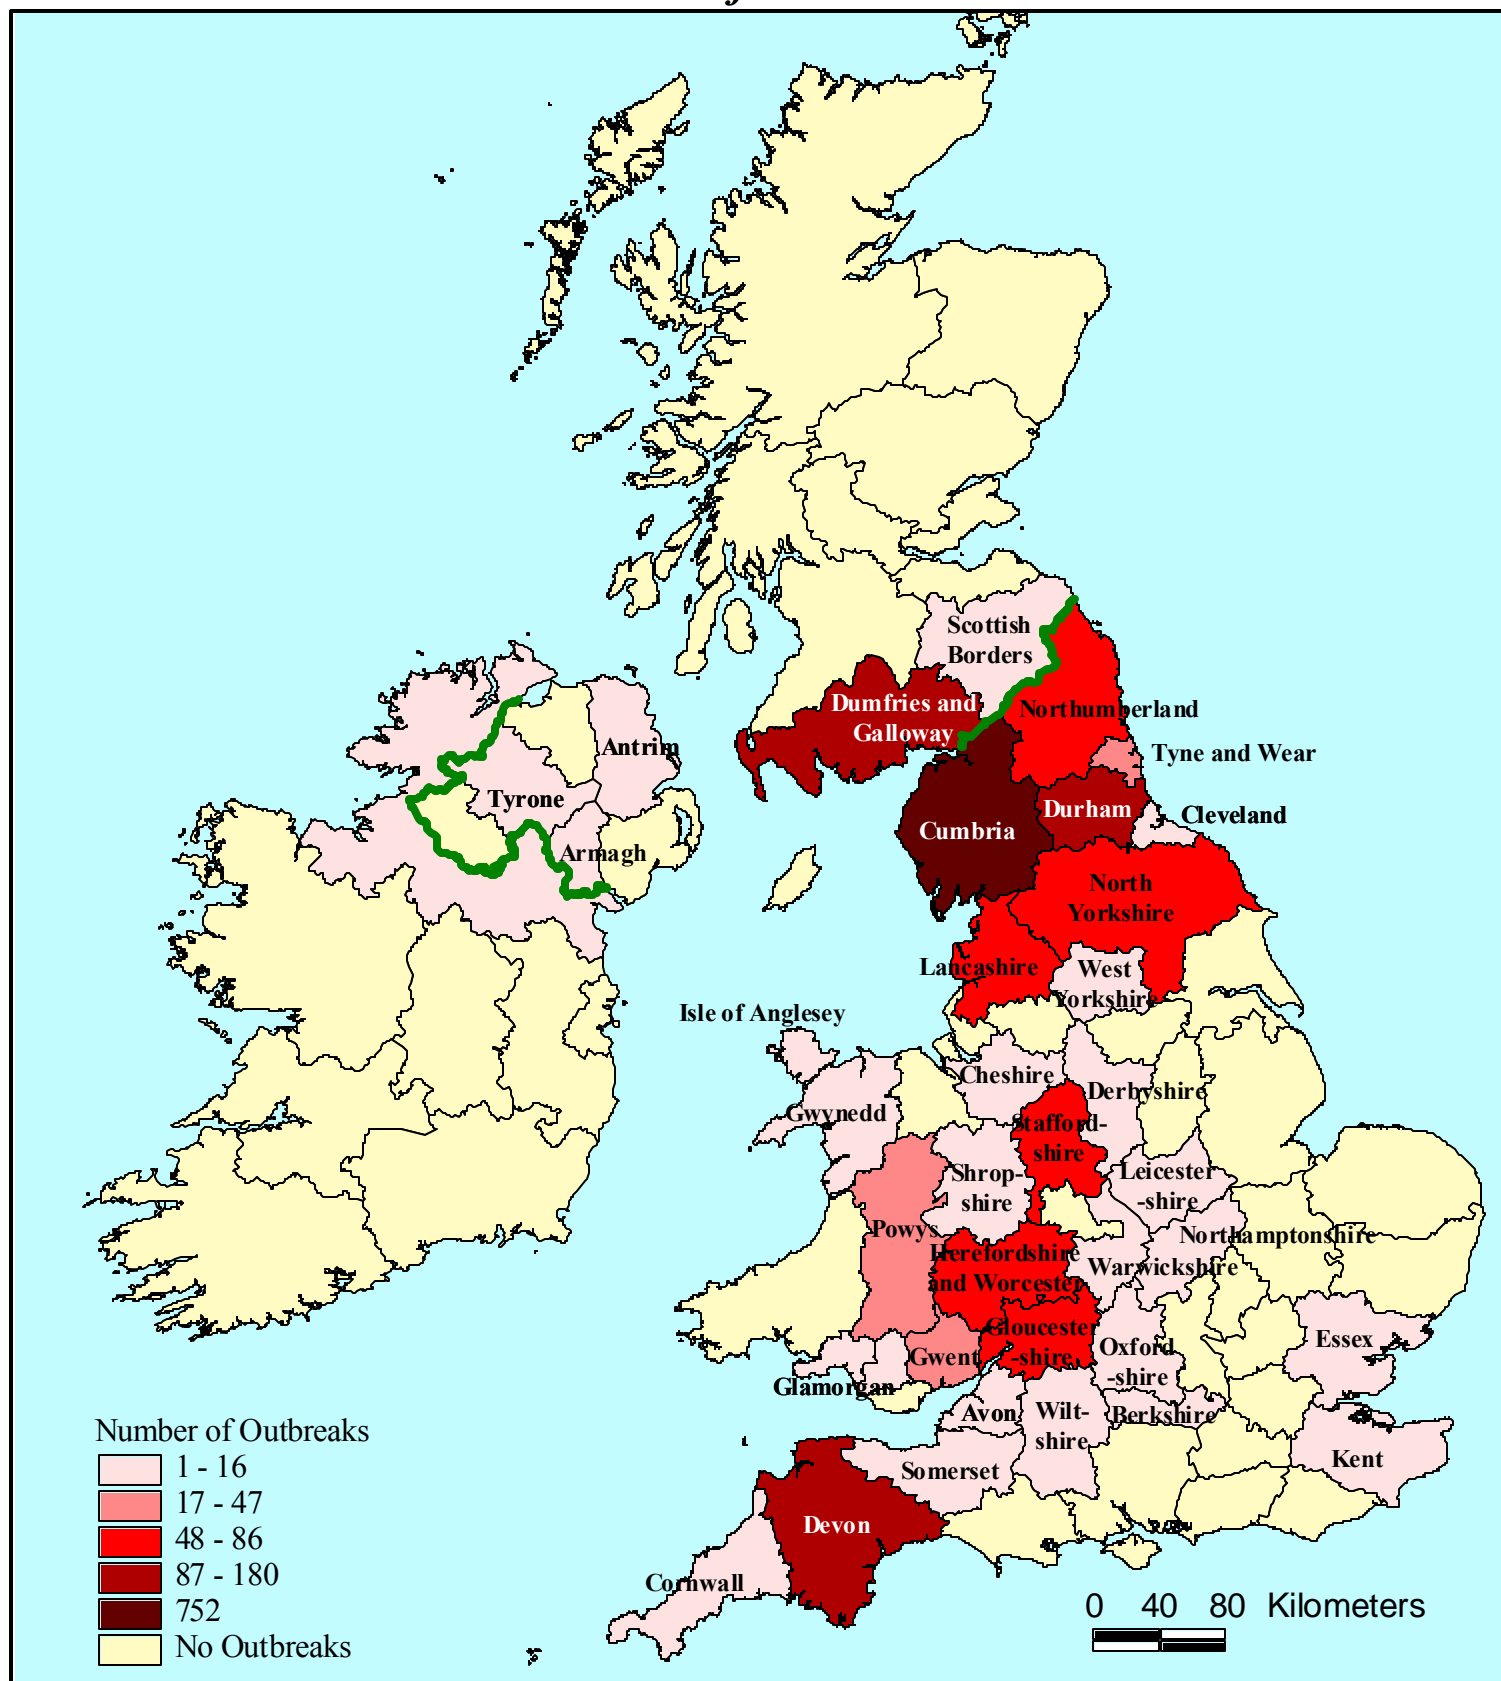 Scottish
Borders
Dumfries and
Galloway
Northumberland
Tyne and Wear
Antrim
Tyrone
Durham
Cleveland
Cumbria
Armagh
North
Yorkshire
Lancashire
West
Yorkshire
Isle of Anglesey
Cheshire
Derbyshire
Gwynedd
Stafford-
shire
Shrop-
shire
Leicester
-shire
Powys
Northamptonshire
Herefordshire
and Worcester
Warwickshire
Gloucester
-shire
Oxford
-shire
Essex
Gwent
Glamorgan
Avon
Wilt-
shire
Berkshire
Kent
Somerset
Devon
Cornwall
Number of Outbreaks
1 - 16
17 - 47
48 - 86
87 - 180
752
No Outbreaks
0 40 80 Kilometers